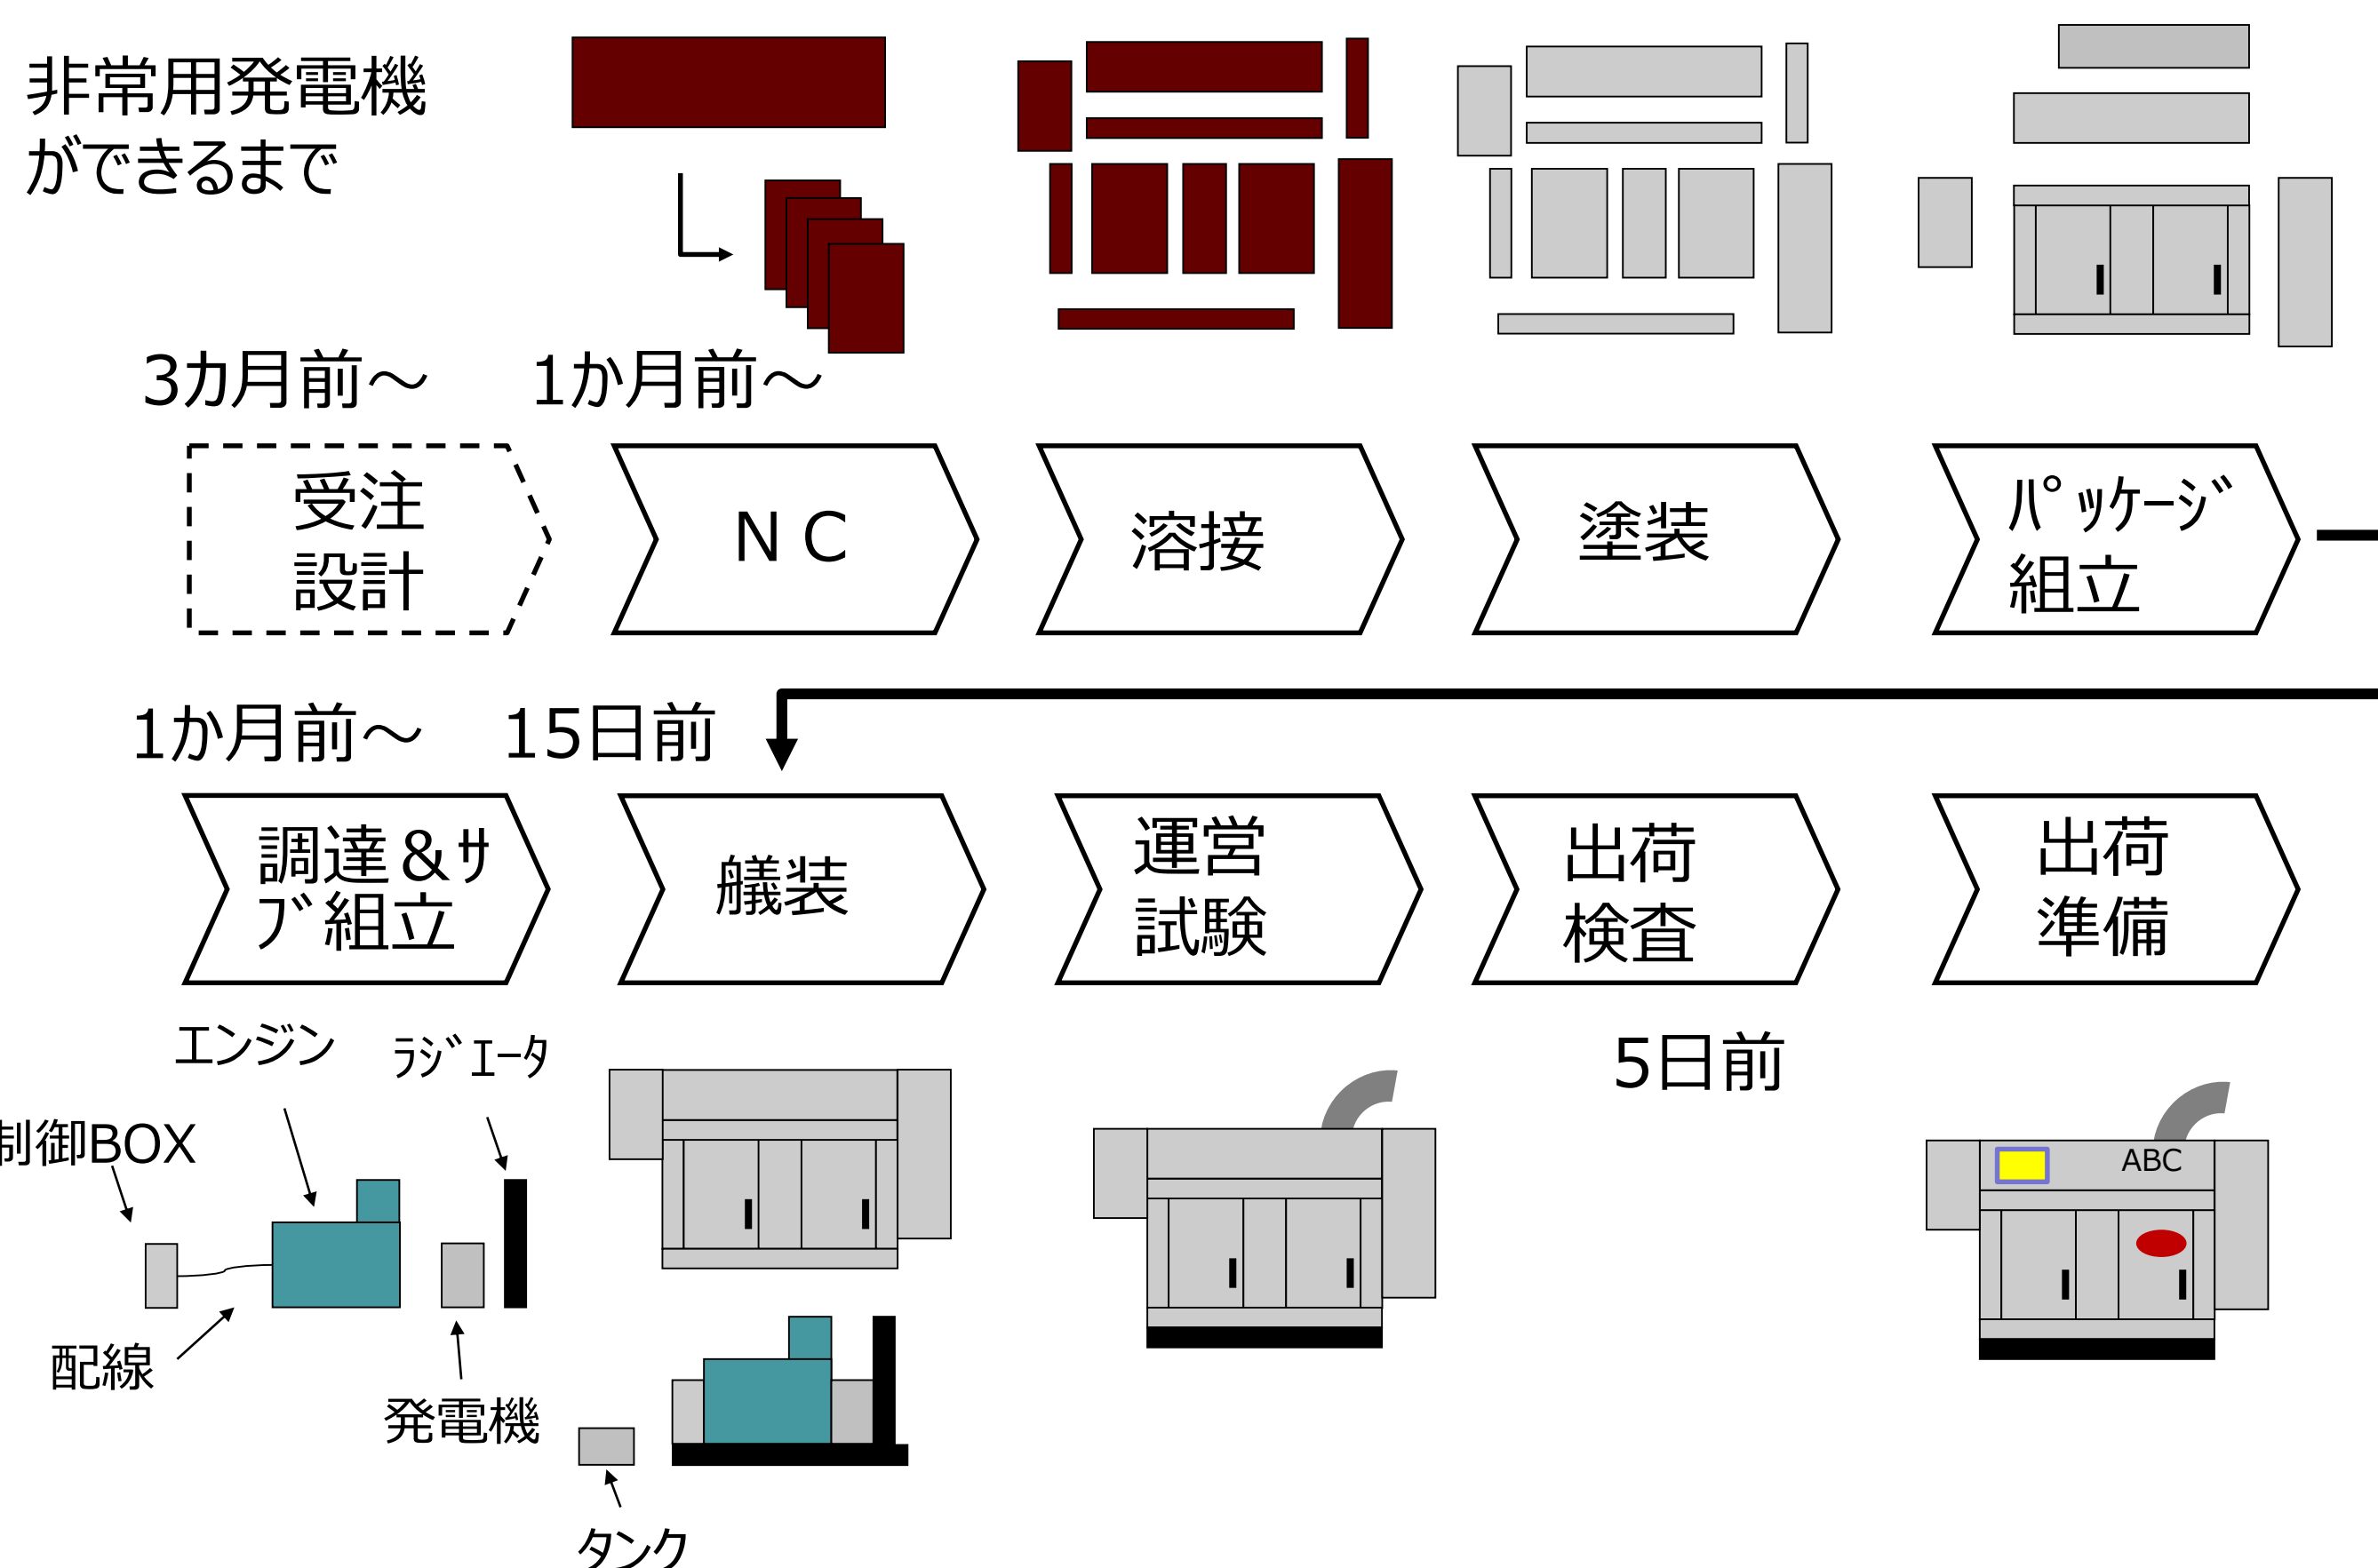 非常用発電機
ができるまで
3カ月前～
1か月前～
受注
設計
ＮＣ
溶接
塗装
ﾊﾟｯｹｰｼﾞ
組立
1か月前～
15日前
調達&ｻ
ﾌﾞ組立
艤装
運営
試験
出荷
検査
出荷
準備
エンジン
ﾗｼﾞｴｰﾀ
5日前
制御BOX
ABC
配線
発電機
タンク